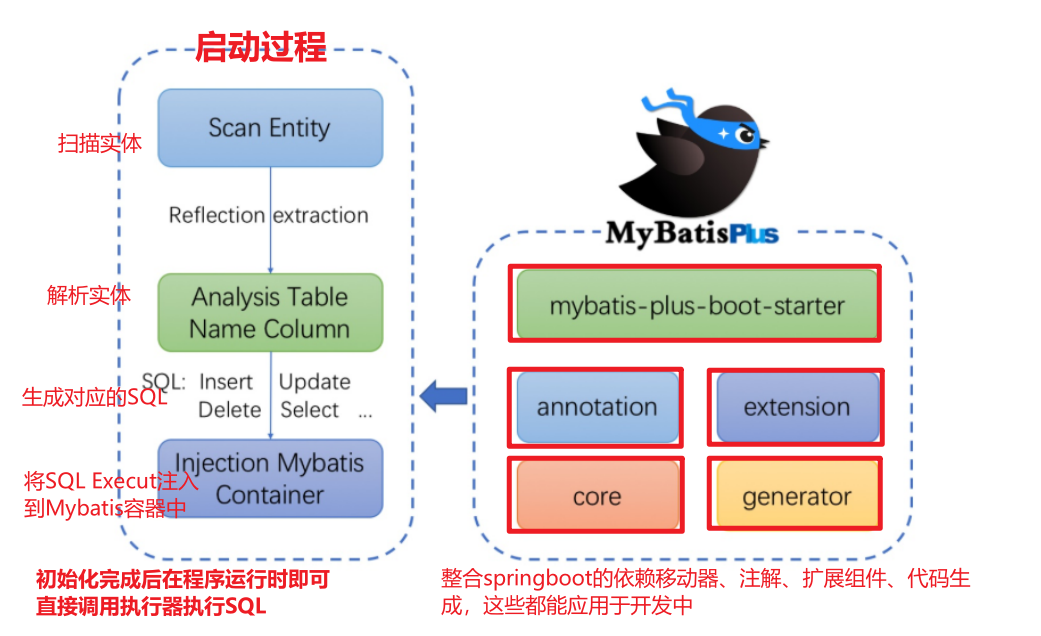 启动过程
扫描实体
Scan Entity
Reflection extraction
解析实体
Analysis Table
Name Column
生成对应的SQL
SQL: Insert Update
Delete Select ...
将SQL Execut注入
到Mybatis容器中
Injection Mybatis
Container
初始化完成后在程序运行时即可
直接调用执行器执行SQL
MyBatisPlus
mybatis-plus-boot-starter
annotation
extension
core
generator
整合springboot的依赖移动器、注解、扩展组件、代码生
成，这些都能应用于开发中